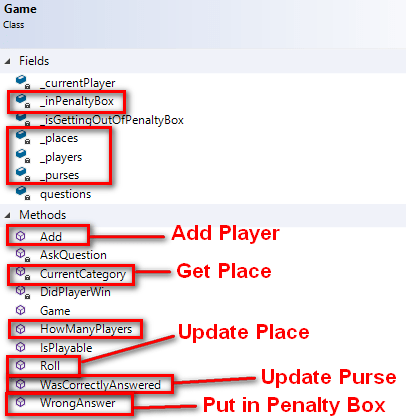 Game
Class
Fields
_currentPlayer
_inPenaltyBox
_isGettingOutOfPenaltyBox
_places
_players
_purses
questions
Methods
Add
Add Player
AskQuestion
CurrentCategory
Get Place
DidPlayerWin
Game
HowManyPlayers
Update Place
IsPlayable
Roll
Update Purse
WasCorrectlyAnswered
WrongAnswer
Put in Penalty Box